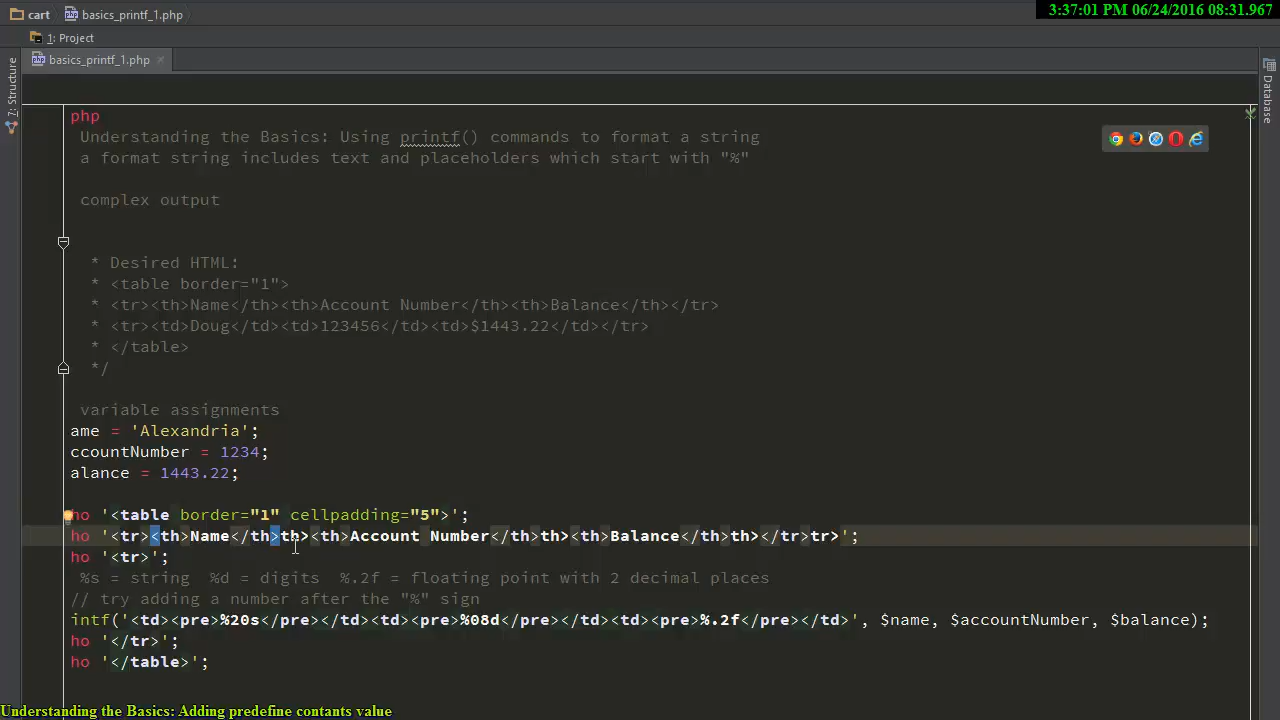 cart basics_printf_1.php
3:37:01 PM 06/24/2016 08:31.967
1: Project
basics_printf_1.php
7: Structure
Database
php
Understanding the Basics: Using printf() commands to format a string
a format string includes text and placeholders which start with "%"
complex output
* Desired HTML:
* <table border="1">
* <tr><th>Name</th><th>Account Number</th><th>Balance</th></tr>
* <tr><td>Doug</td><td>123456</td><td>$1443.22</td></tr>
* </table>
*/
variable assignments
ame = 'Alexandria';
ccountNumber = 1234;
alance = 1443.22;
ho '<table border="1" cellpadding="5">';
ho '<tr><th>Name</th>th><th>Account Number</th>th><th>Balance</th>th></tr>tr>';
ho '<tr>';
%s = string %d = digits %.2f = floating point with 2 decimal places
// try adding a number after the "%" sign
intf('<td><pre>%20s</pre></td><td><pre>%08d</pre></td><td><pre>%.2f</pre></td>', $name, $accountNumber, $balance);
ho '</tr>';
ho '</table>';
Understanding the Basics: Adding predefine contants value